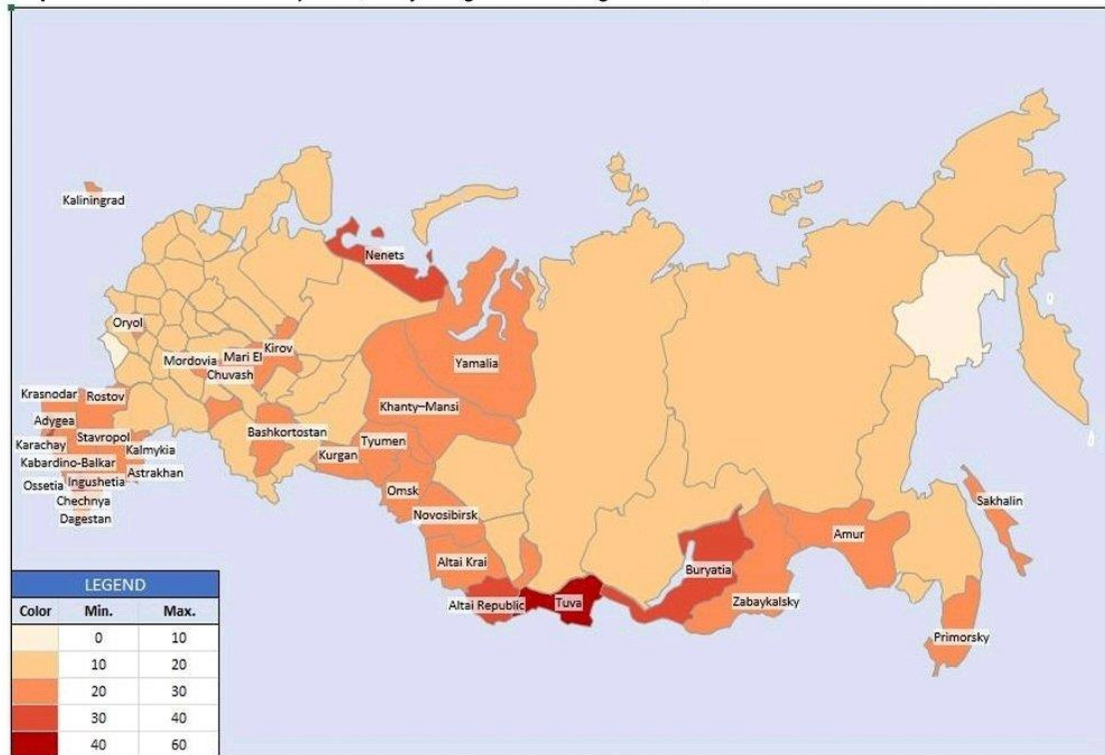 Kaliningrad
Nenets
Oryol
Mordovia
Mari El
Kirov
Chuvash
Yamalia
Krasnodar
Rostov
Khanty–Mansi
Adygea
Stavropol
Bashkortostan
Tyumen
Karachay
Kalmykia
Kurgan
Kabardino-Balkar
Astrakhan
Ossetia
Ingushetia
Omsk
Sakhalin
Chechnya
Novosibirsk
Dagestan
Amur
Altai Krai
Buryatia
Altai Republic
Tuva
Zabaykalsky
Primorsky
LEGEND
Color Min. Max.
0 10
10 20
20 30
30 40
40 60